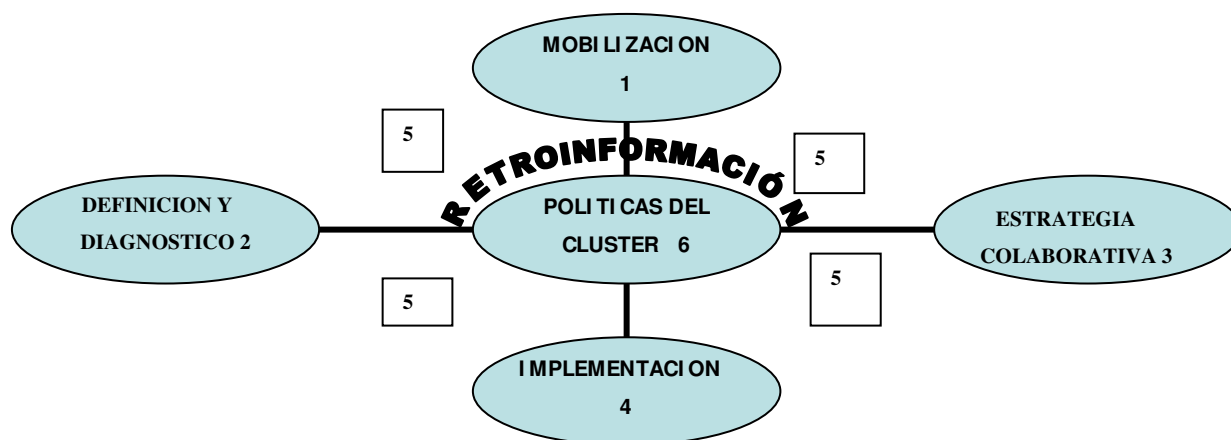 MOBILIZACION
1
5
5
RETROINFORMACIÓN
DEFINICION Y
DIAGNOSTICO 2
POLITICAS DEL
CLUSTER 6
ESTRATEGIA
COLABORATIVA 3
5
5
IMPLEMENTACION
4